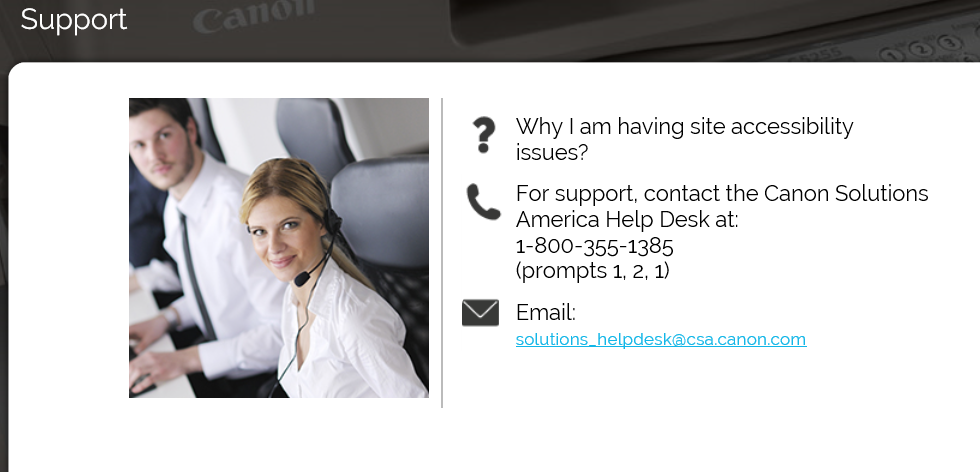 Canon
Support
Why I am having site accessibility
issues?
For support, contact the Canon Solutions
America Help Desk at:
1-800-355-1385
(prompts 1, 2, 1)
Email:
solutions_helpdesk@csa.canon.com